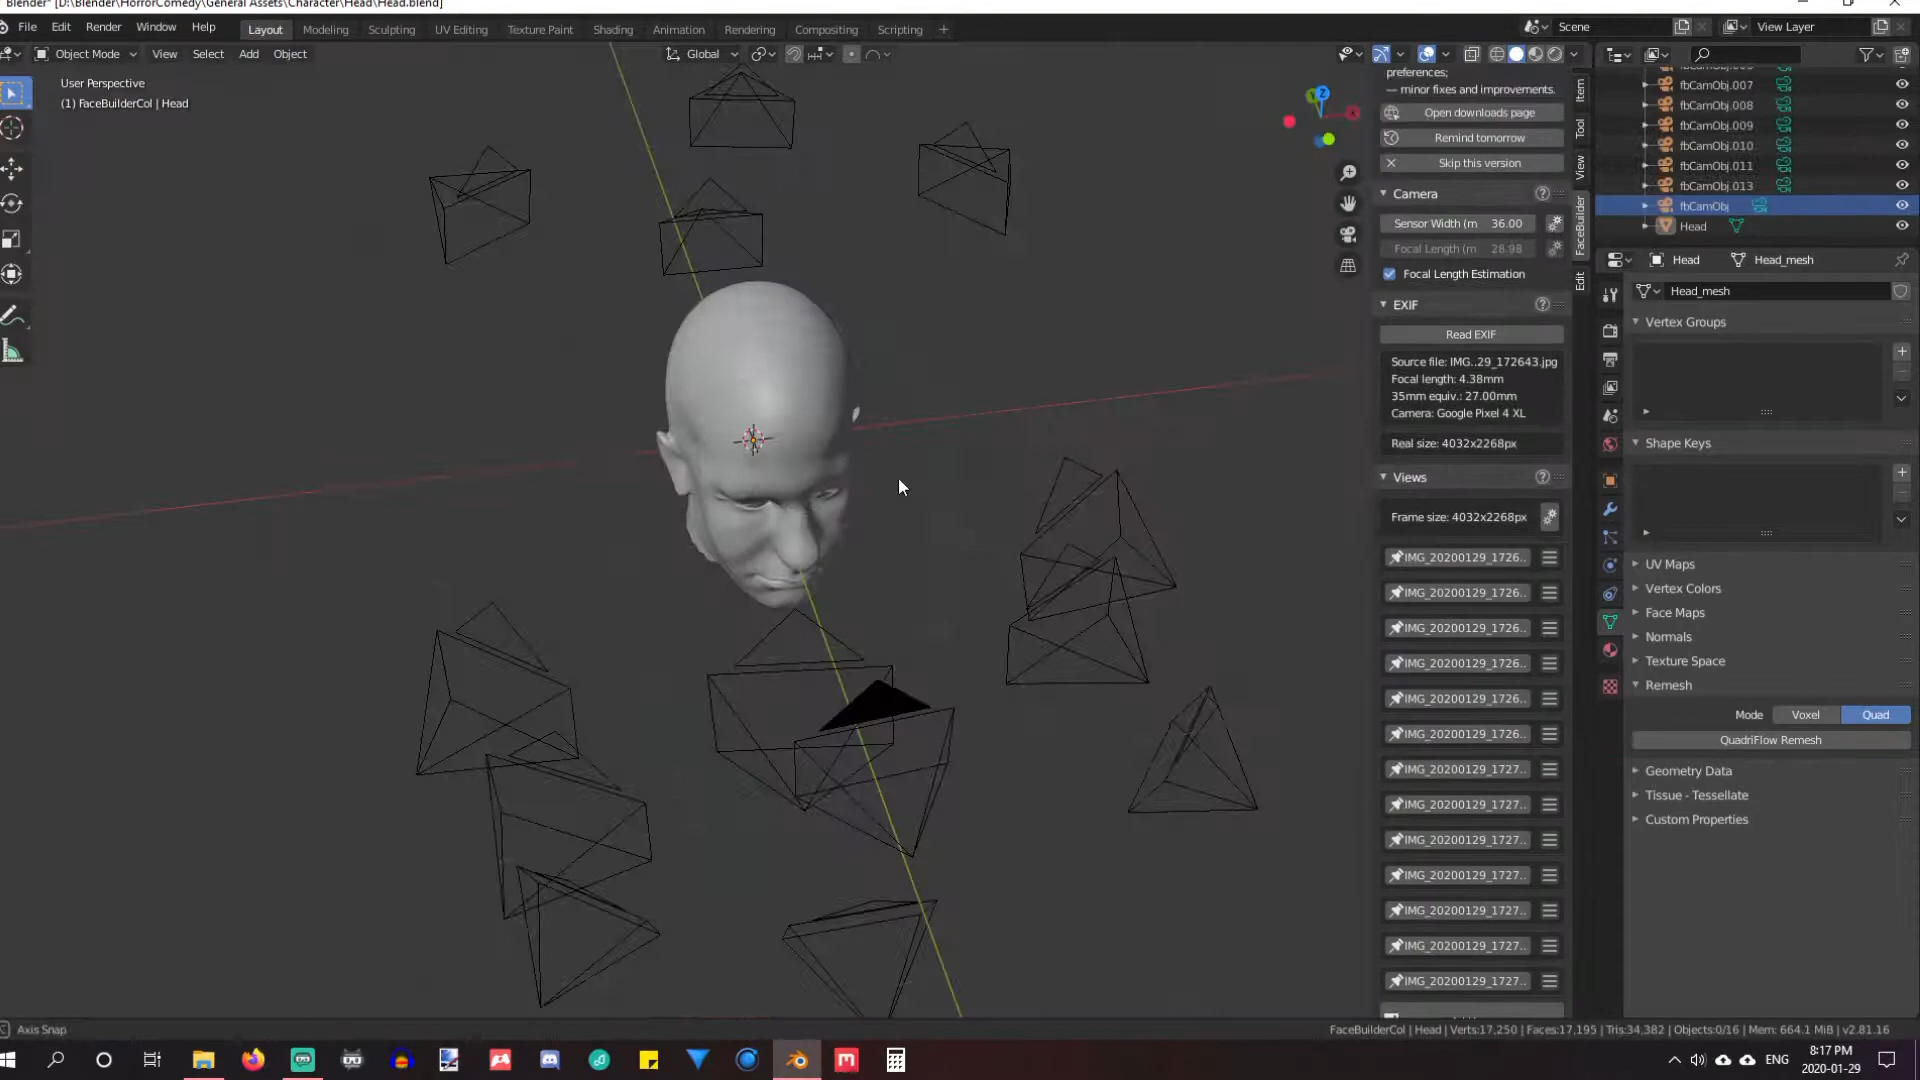 Blender* [D:\Blender\HorrorComedy\General Assets\Character\Head\Head.blend]
File Edit Render Window Help
Layout Modeling Sculpting UV Editing Texture Paint Shading Animation Rendering Compositing Scripting +
Scene
View Layer
Object Mode View Select Add Object
Global
User Perspective
(1) FaceBuilderCol | Head
Z
preferences;
— minor fixes and improvements.
Open downloads page
Remind tomorrow
Skip this version
Camera
Sensor Width (m 36.00
Focal Length (m 28.98
Focal Length Estimation
EXIF
Read EXIF
Source file: IMG..29_172643.jpg
Focal length: 4.38mm
35mm equiv.: 27.00mm
Camera: Google Pixel 4 XL
Real size: 4032x2268px
Views
Frame size: 4032x2268px
IMG_20200129_1726..
IMG_20200129_1726..
IMG_20200129_1726..
IMG_20200129_1726..
IMG_20200129_1726..
IMG_20200129_1726..
IMG_20200129_1727..
IMG_20200129_1727..
IMG_20200129_1727..
IMG_20200129_1727..
IMG_20200129_1727..
IMG_20200129_1727..
IMG_20200129_1727..
Item
Tool
View
FaceBuilder
Edit
fbCamObj.007
fbCamObj.008
fbCamObj.009
fbCamObj.010
fbCamObj.011
fbCamObj.013
fbCamObj
Head
Head Head_mesh
Head_mesh
Vertex Groups
Shape Keys
UV Maps
Vertex Colors
Face Maps
Normals
Texture Space
Remesh
Mode Voxel Quad
QuadriFlow Remesh
Geometry Data
Tissue - Tessellate
Custom Properties
Axis Snap
FaceBuilderCol | Head | Verts:17,250 | Faces:17,195 | Tris:34,382 | Objects:0/16 | Mem: 664.1 MiB | v2.81.16
ENG
8:17 PM
2020-01-29